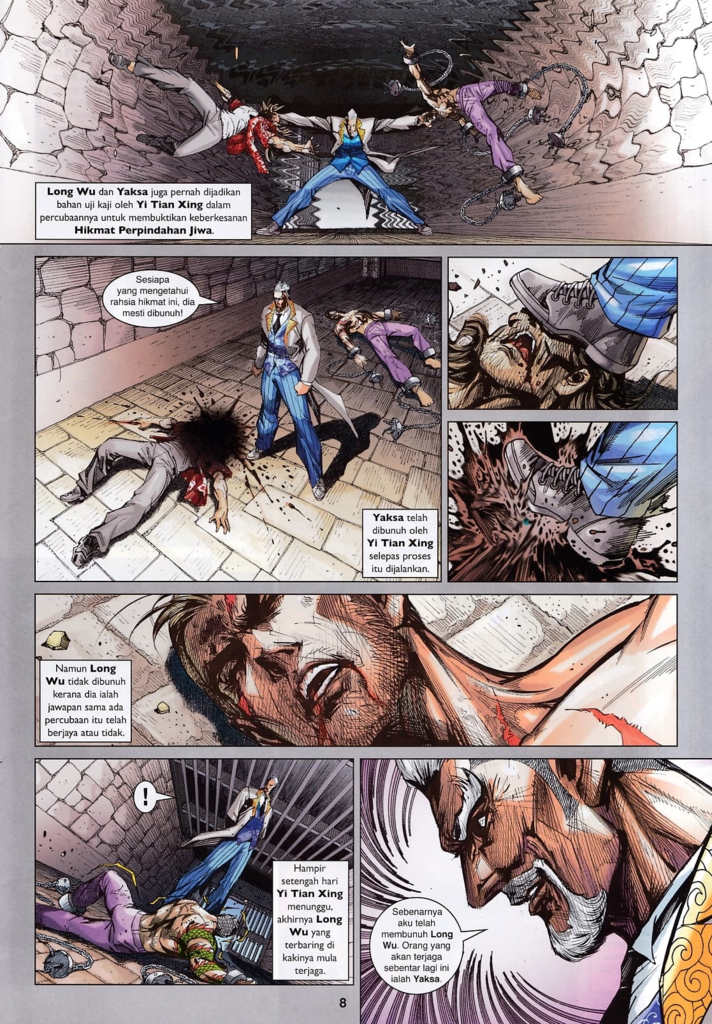 Long Wu dan Yaksa juga pernah dijadikan
bahan uji kaji oleh Yi Tian Xing dalam
percubaannya untuk membuktikan keberkesanan
Hikmat Perpindahan Jiwa.
Sesiapa
yang mengetahui
rahsia hikmat ini, dia
mesti dibunuh!
Yaksa telah
dibunuh oleh
Yi Tian Xing
selepas proses
itu dijalankan.
Namun Long
Wu tidak dibunuh
kerana dia ialah
jawapan sama ada
percubaan itu telah
berjaya atau tidak.
!
Hampir
setengah hari
Yi Tian Xing
menunggu,
akhirnya Long
Wu yang
terbaring di
kakinya mula
terjaga.
Sebenarnya
aku telah
membunuh Long
Wu. Orang yang
akan terjaga
sebentar lagi ini
ialah Yaksa.
8